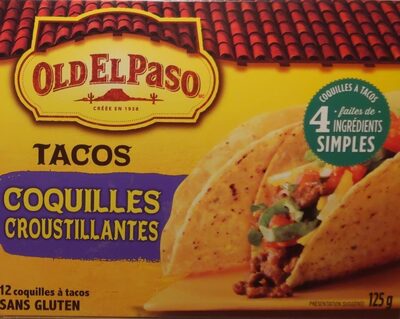 OLD EL PASO
CRÉÉE EN 1938
TACOS
COQUILLES
CROUSTILLANTES
12 coquilles à tacos
SANS GLUTEN
COQUILLES À TACOS
faites de
4 INGRÉDIENTS
SIMPLES
PRÉSENTATION SUGGÉRÉE
125 g